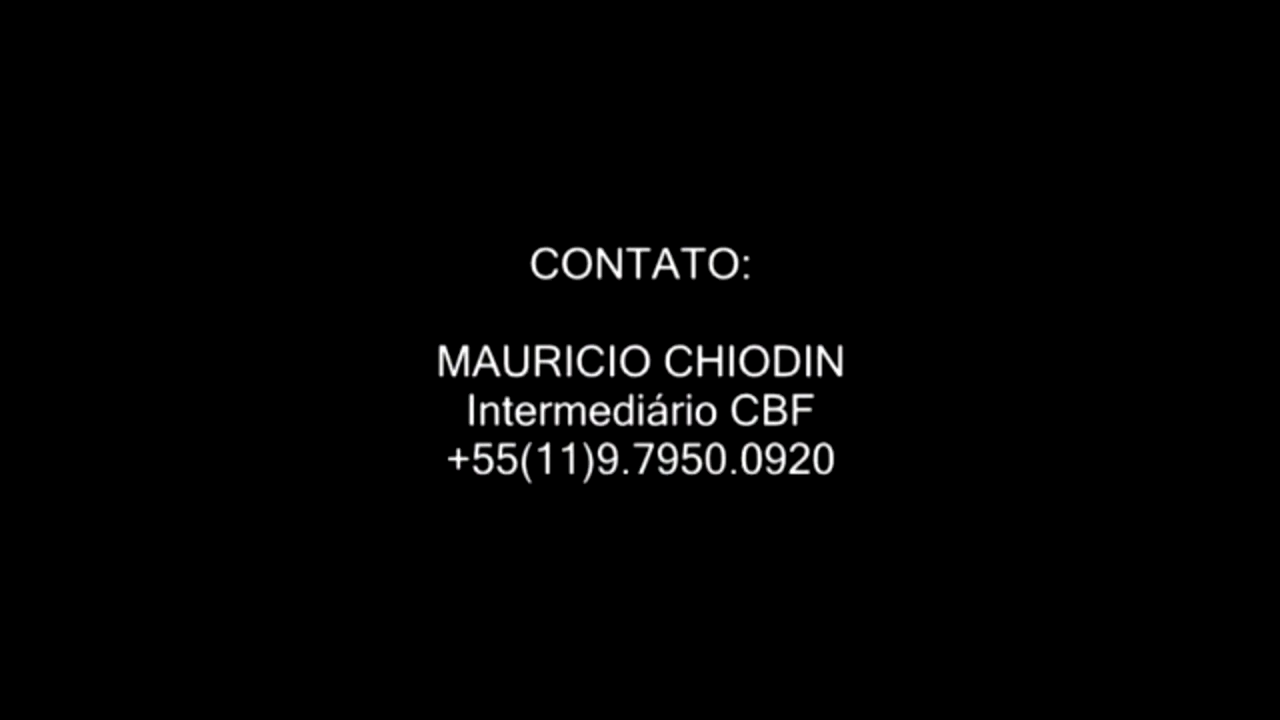 CONTATO:
MAURICIO CHIODIN
Intermediário CBF
+55(11)9.7950.0920